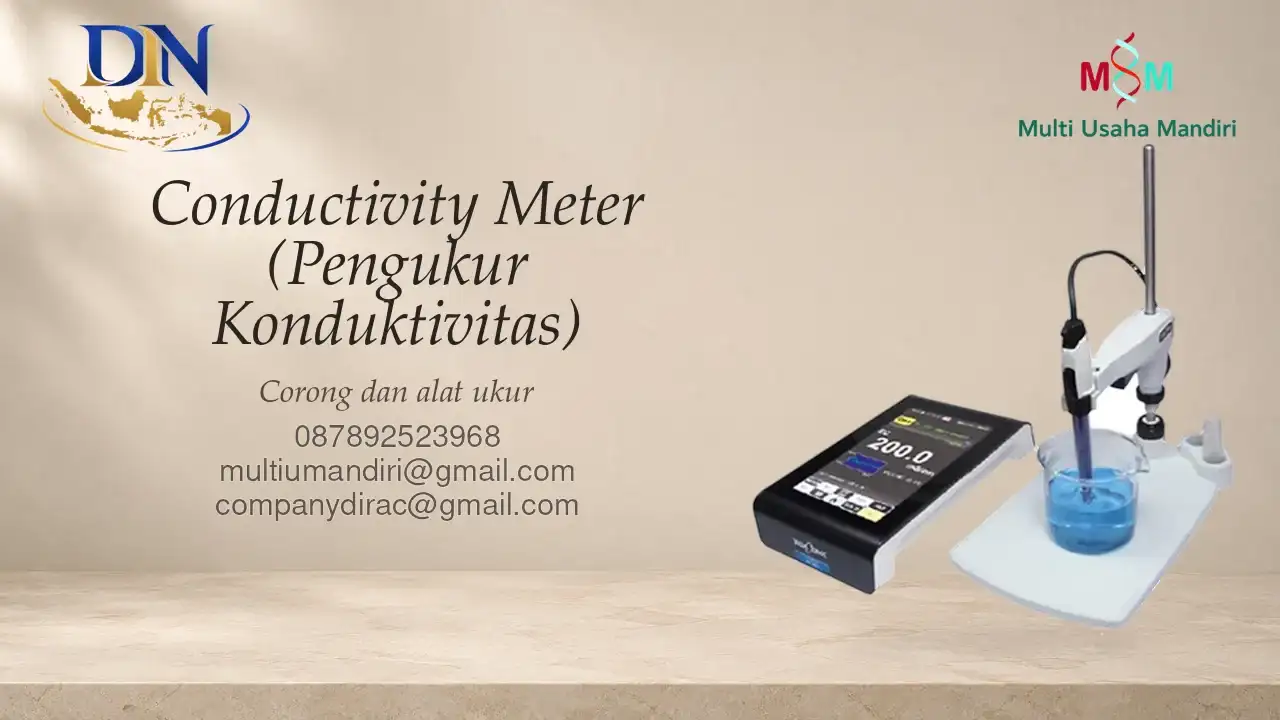 DN
MSM
Multi Usaha Mandiri
Conductivity Meter
(Pengukur
Konduktivitas)
Corong dan alat ukur
087892523968
multiumandiri@gmail.com
companydirac@gmail.com
200.0